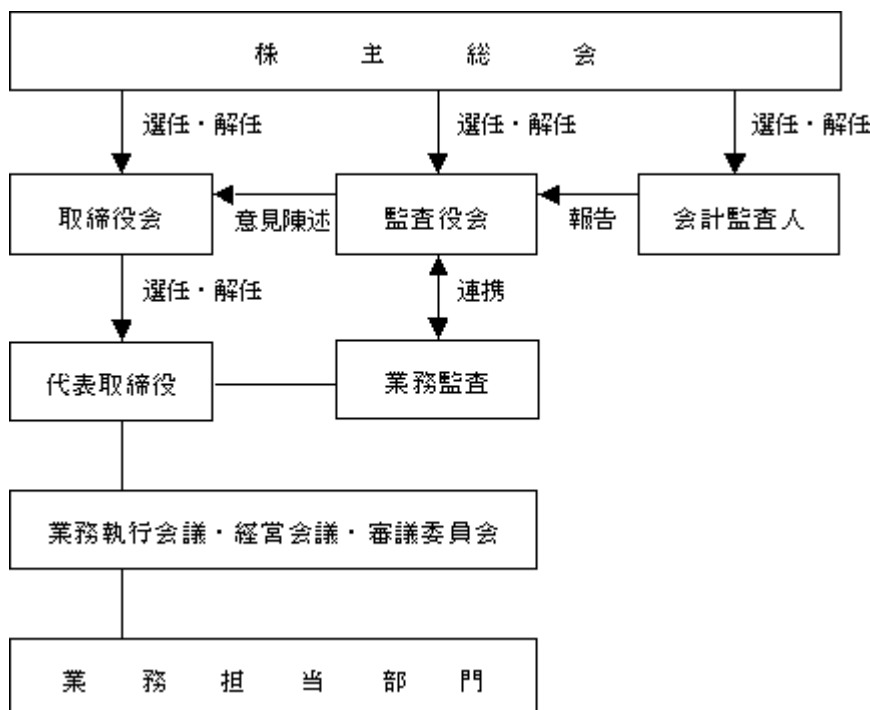 株主総会
選任・解任
選任・解任
選任・解任
取締役会
意見陳述
監査役会
報告
会計監査人
選任・解任
連携
代表取締役
業務監査
業務執行会議・経営会議・審議委員会
業務担当部門